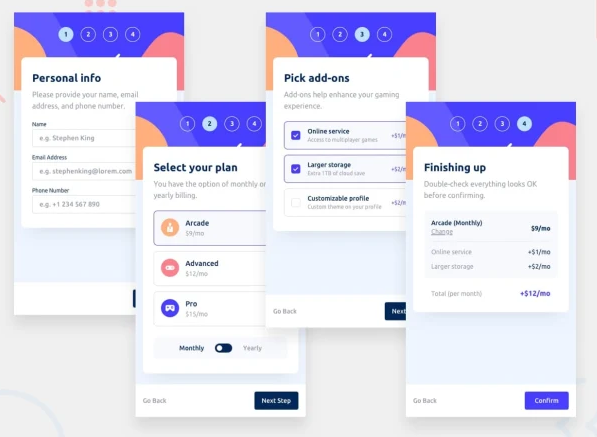 1 2 3 4
Personal info
Please provide your name, email
address, and phone number.
Name
e.g. Stephen King
Email Address
e.g. stephenking@lorem.com
Phone Number
e.g. +1 234 567 890
1 2 3 4
Select your plan
You have the option of monthly or
yearly billing.
Arcade
$9/mo
Advanced
$12/mo
Pro
$15/mo
Monthly Yearly
Go Back Next Step
1 2 3 4
Pick add-ons
Add-ons help enhance your gaming
experience.
Online service
Access to multiplayer games +$1/m
Larger storage
Extra 1TB of cloud save +$2/m
Customizable profile
Custom theme on your profile +$2/m
Go Back Next
1 2 3 4
Finishing up
Double-check everything looks OK
before confirming.
Arcade (Monthly)
Change $9/mo
Online service +$1/mo
Larger storage +$2/mo
Total (per month) +$12/mo
Go Back Confirm